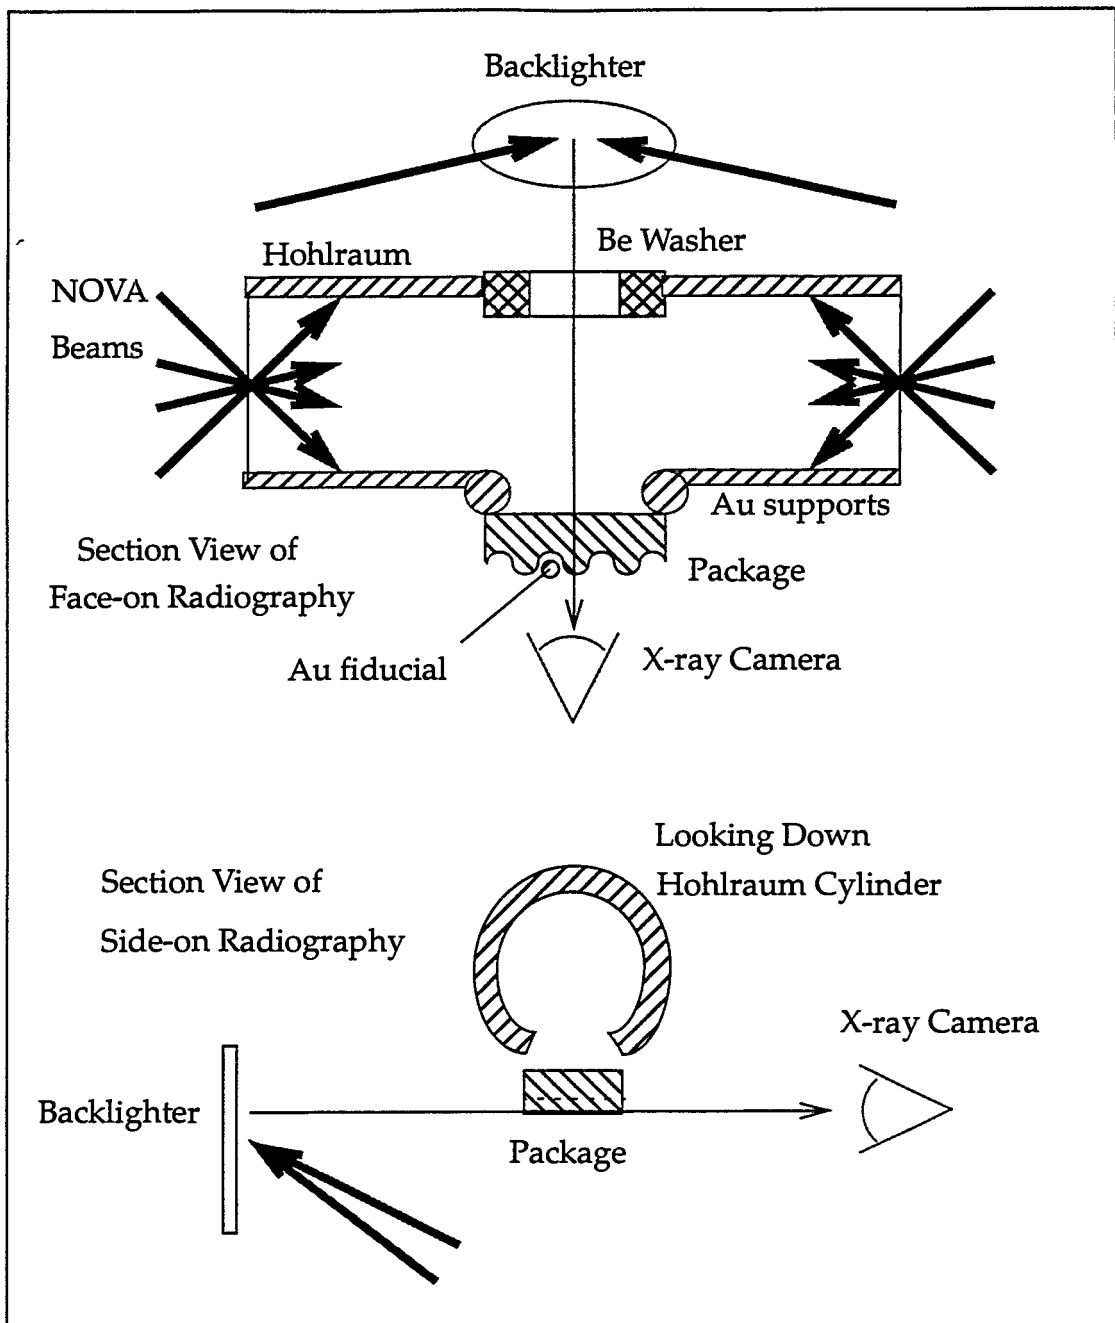 Backlighter
Be Washer
Hohlraum
NOVA
Beams
Au supports
Section View of
Face-on Radiography
Package
Au fiducial
X-ray Camera
Looking Down
Hohlraum Cylinder
Section View of
Side-on Radiography
X-ray Camera
Backlighter
Package